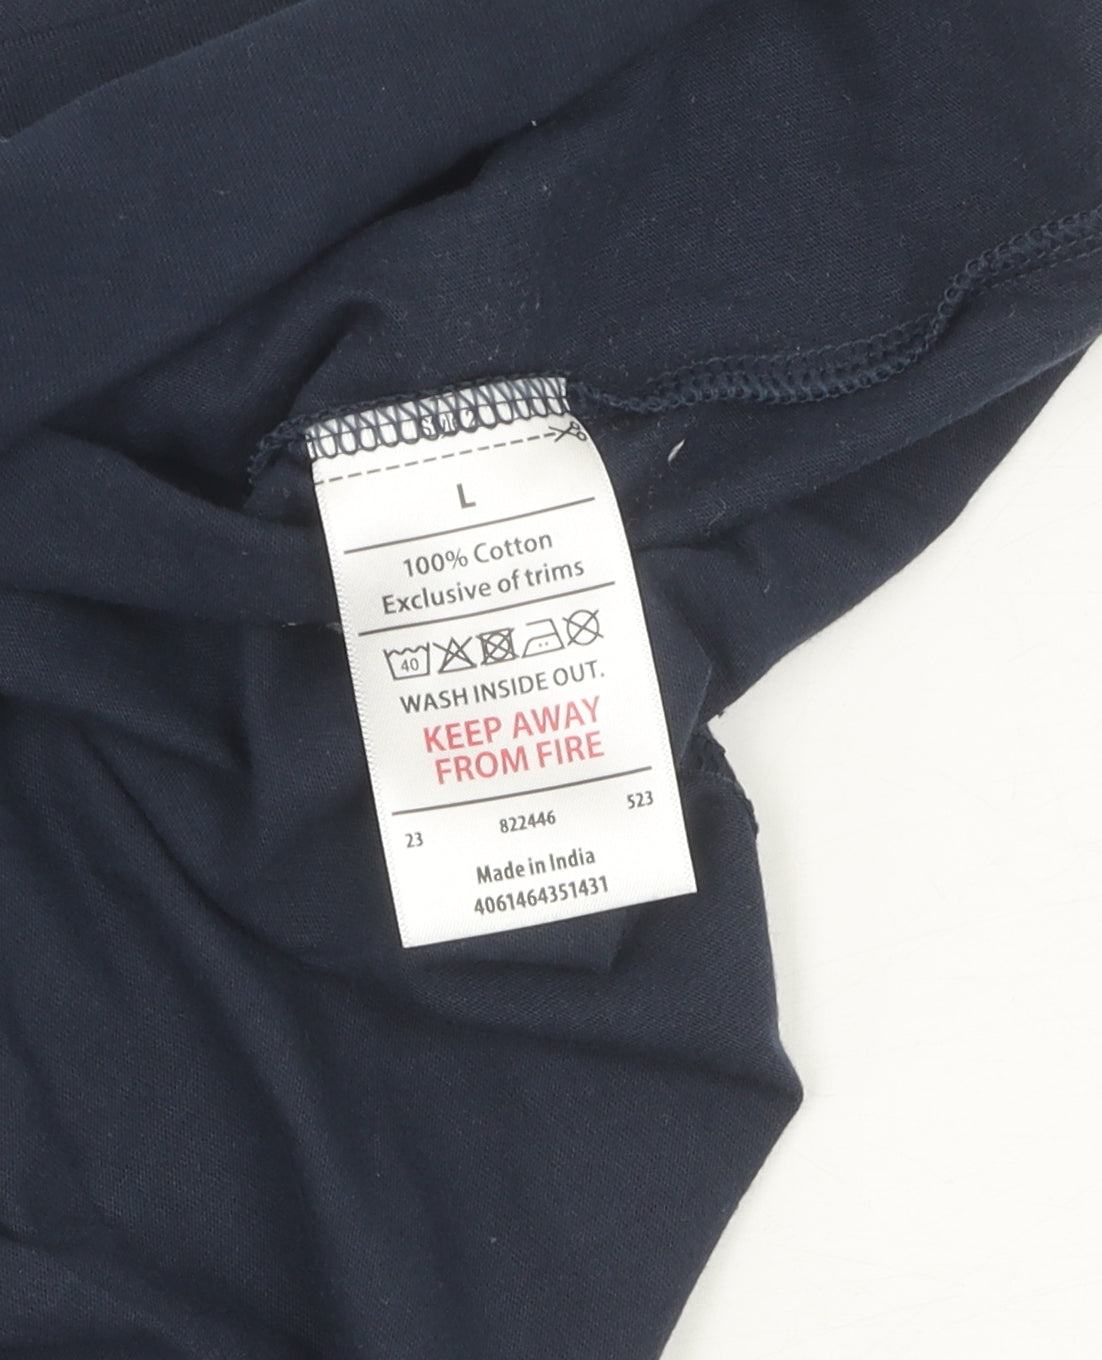 L
100% Cotton
Exclusive of trims
40
WASH INSIDE OUT.
KEEP AWAY
FROM FIRE
23 822446 523
Made in India
4061464351431